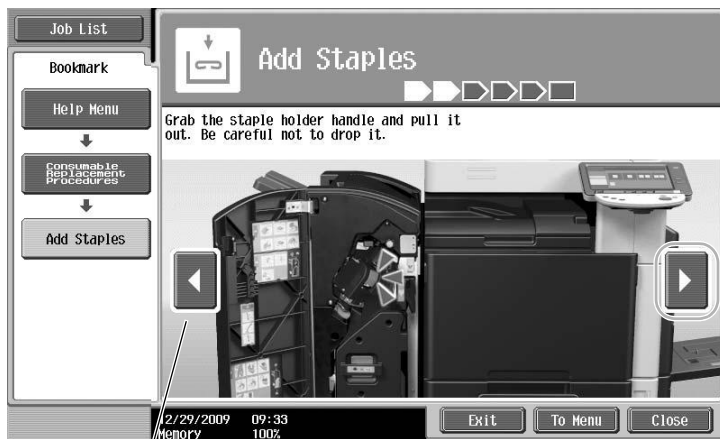 Job List
Bookmark
Help Menu
Consumable
Replacement
Procedures
Add Staples
Add Staples
Grab the staple holder handle and pull it
out. Be careful not to drop it.
12/29/2009 09:33
Memory 100%
Exit
To Menu
Close